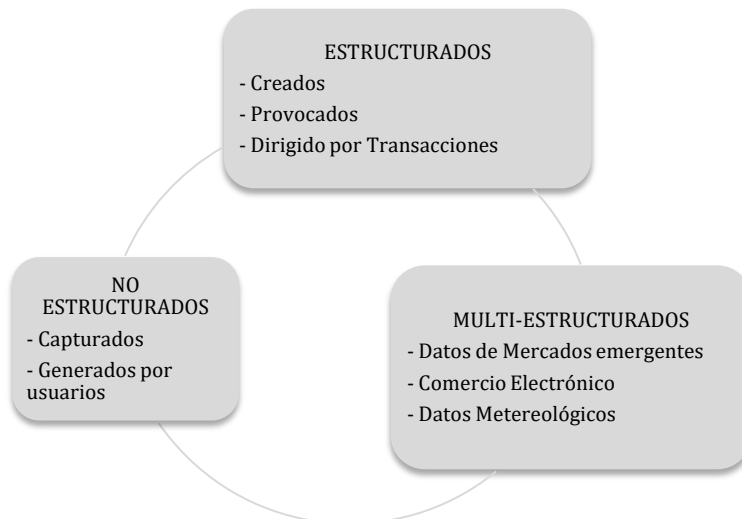 ESTRUCTURADOS
- Creados
- Provocados
- Dirigido por Transacciones
NO
ESTRUCTURADOS
- Capturados
- Generados por
usuarios
MULTI-ESTRUCTURADOS
- Datos de Mercados emergentes
- Comercio Electrónico
- Datos Metereológicos